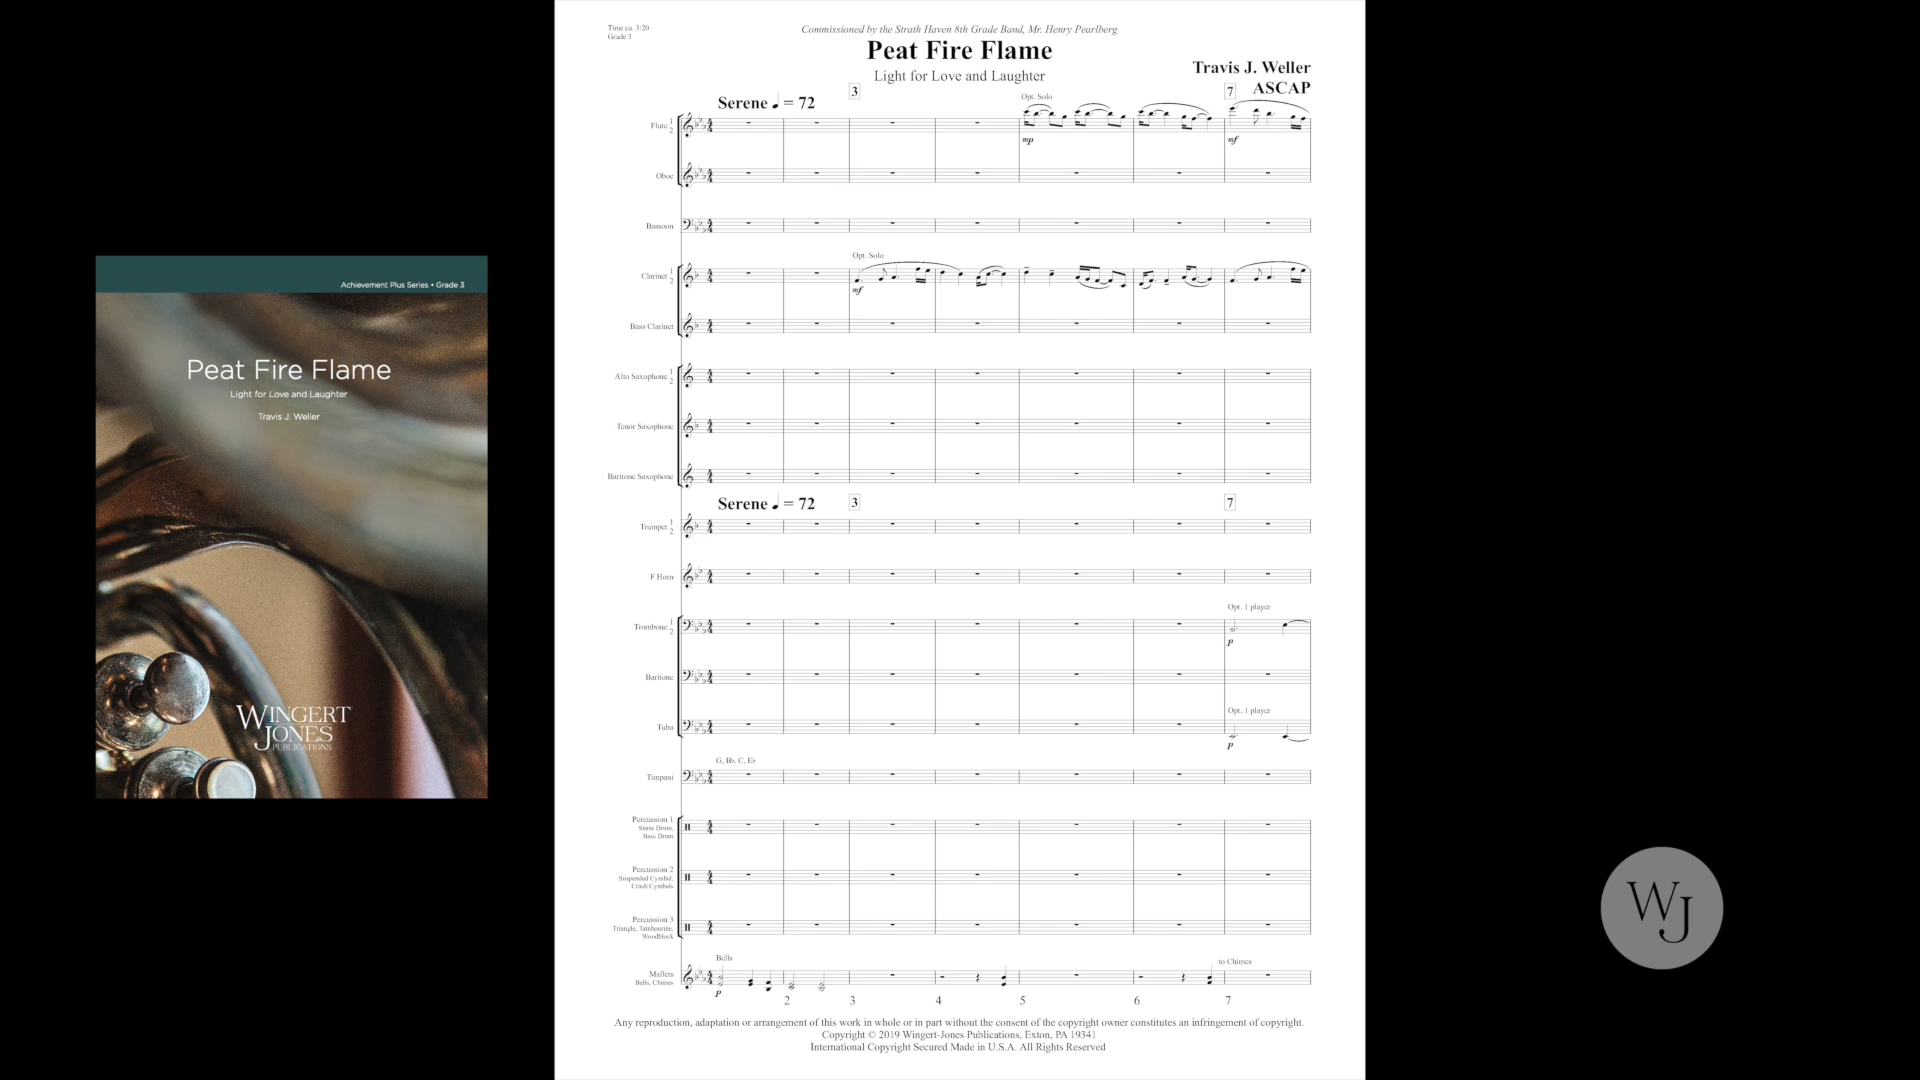 Achievement Plus Series • Grade 3
Peat Fire Flame
Light for Love and Laughter
Travis J. Weller
WINGERT
JONES
PUBLICATIONS
Time ca. 3:20
Grade 3
Commissioned by the Strath Haven 8th Grade Band, Mr. Henry Pearlberg
Peat Fire Flame
Light for Love and Laughter
Travis J. Weller
ASCAP
Serene ♩ = 72
3
7
Opt. Solo
Flute 1 2
mp
mf
Oboe
Bassoon
Opt. Solo
Clarinet 1 2
mf
Bass Clarinet
Alto Saxophone 1 2
Tenor Saxophone
Baritone Saxophone
Serene ♩ = 72
3
7
Trumpet 1 2
F Horn
Opt. 1 player
Trombone 1 2
p
Baritone
Opt. 1 player
Tuba
p
G, B♭, C, E♭
Timpani
Percussion 1
Snare Drum,
Bass Drum
Percussion 2
Suspended Cymbal,
Crash Cymbals
Percussion 3
Triangle, Tambourine,
Woodblock
Bells
to Chimes
Mallets
Bells, Chimes
p
2 3 4 5 6 7
Any reproduction, adaptation or arrangement of this work in whole or in part without the consent of the copyright owner constitutes an infringement of copyright.
Copyright © 2019 Wingert-Jones Publications, Exton, PA 19341
International Copyright Secured Made in U.S.A. All Rights Reserved
WJ